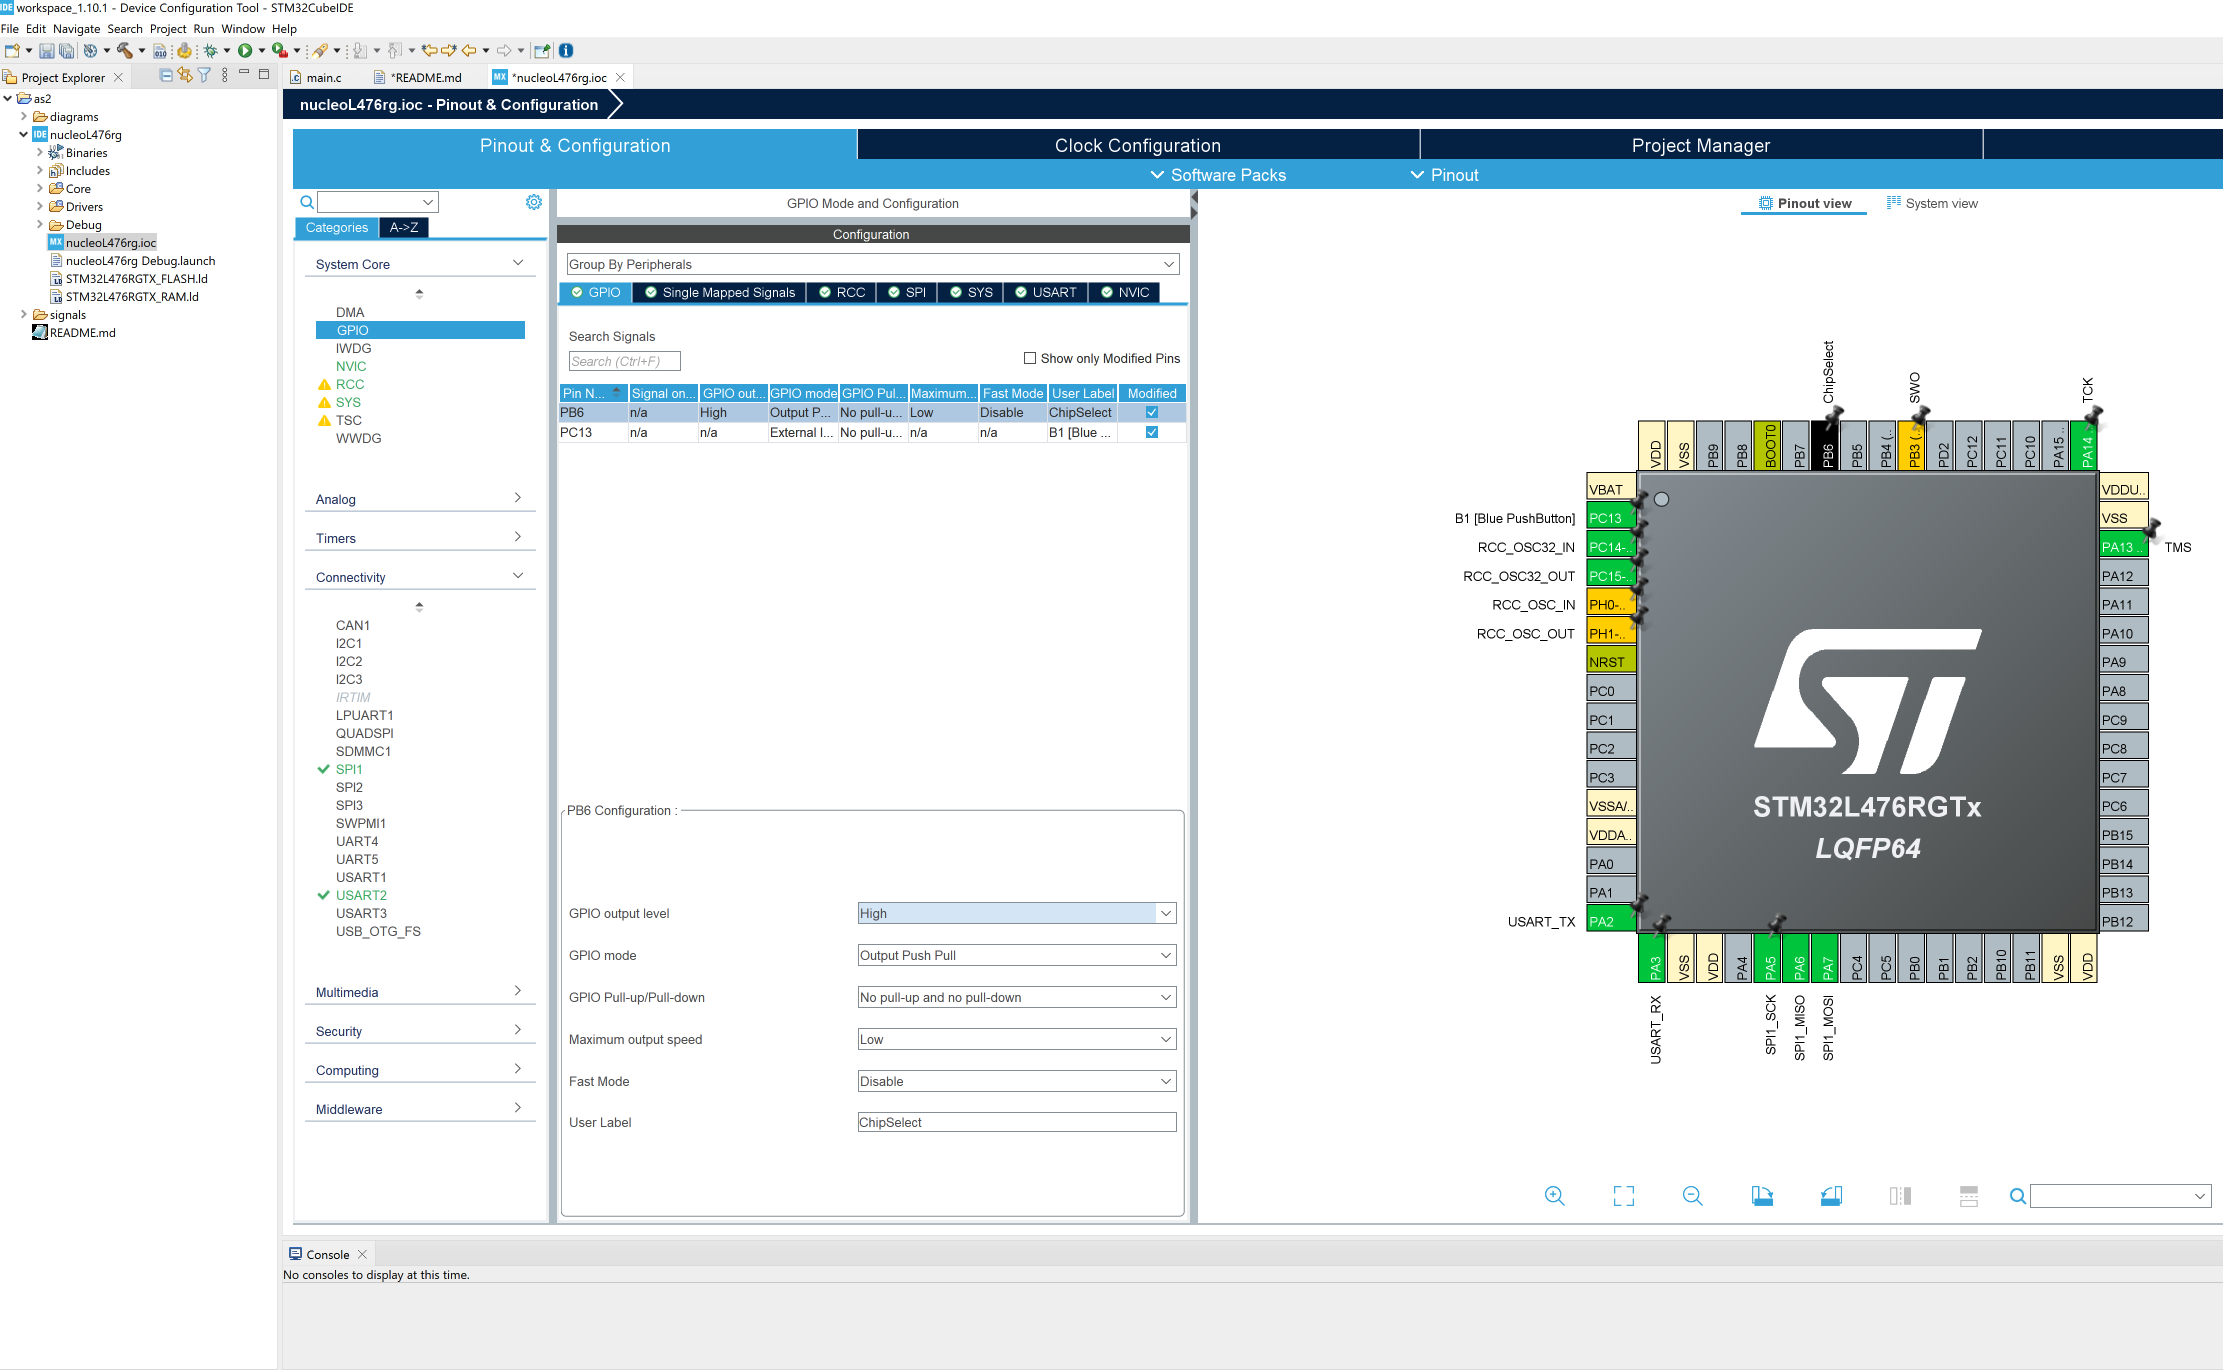 workspace_1.10.1 - Device Configuration Tool - STM32CubeIDE
File Edit Navigate Search Project Run Window Help
Project Explorer
as2
diagrams
IDE nucleoL476rg
Binaries
Includes
Core
Drivers
Debug
MX nucleoL476rg.ioc
nucleoL476rg Debug.launch
STM32L476RGTX_FLASH.ld
STM32L476RGTX_RAM.ld
signals
README.md
main.c
*README.md
MX *nucleoL476rg.ioc
nucleoL476rg.ioc - Pinout & Configuration
Pinout & Configuration
Clock Configuration
Project Manager
Software Packs
Pinout
Categories
A->Z
System Core
DMA
GPIO
IWDG
NVIC
RCC
SYS
TSC
WWDG
Analog
Timers
Connectivity
CAN1
I2C1
I2C2
I2C3
IRTIM
LPUART1
QUADSPI
SDMMC1
SPI1
SPI2
SPI3
SWPMI1
UART4
UART5
USART1
USART2
USART3
USB_OTG_FS
Multimedia
Security
Computing
Middleware
GPIO Mode and Configuration
Configuration
Group By Peripherals
GPIO
Single Mapped Signals
RCC
SPI
SYS
USART
NVIC
Search Signals
Search (Ctrl+F)
Show only Modified Pins
Pin N... Signal on... GPIO out... GPIO mode GPIO Pul... Maximum... Fast Mode User Label Modified
PB6 n/a High Output P... No pull-u... Low Disable ChipSelect
PC13 n/a n/a External I... No pull-u... n/a n/a B1 [Blue ...
PB6 Configuration :
GPIO output level High
GPIO mode Output Push Pull
GPIO Pull-up/Pull-down No pull-up and no pull-down
Maximum output speed Low
Fast Mode Disable
User Label ChipSelect
Pinout view
System view
ChipSelect
SWO
TCK
VDD
VSS
PB9
PB8
BOOT0
PB7
PB6
PB5
PB4 (..
PB3 (..
PD2
PC12
PC11
PC10
PA15..
PA14..
VBAT
B1 [Blue PushButton] PC13
RCC_OSC32_IN PC14-..
RCC_OSC32_OUT PC15-..
RCC_OSC_IN PH0-..
RCC_OSC_OUT PH1-..
NRST
PC0
PC1
PC2
PC3
VSSA/..
VDDA..
PA0
PA1
USART_TX PA2
STM32L476RGTx
LQFP64
VDDU..
VSS
PA13.. TMS
PA12
PA11
PA10
PA9
PA8
PC9
PC8
PC7
PC6
PB15
PB14
PB13
PB12
PA3
VSS
VDD
PA4
PA5
PA6
PA7
PC4
PC5
PB0
PB1
PB2
PB10
PB11
VSS
VDD
USART_RX
SPI1_SCK
SPI1_MISO
SPI1_MOSI
Console
No consoles to display at this time.